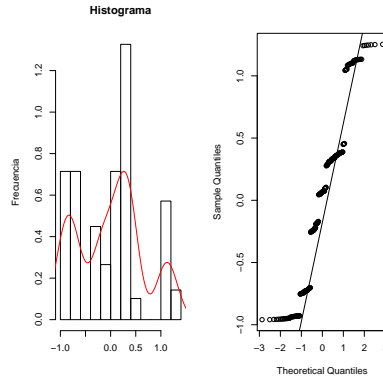 Histograma
Frecuencia
0.0 0.2 0.4 0.6 0.8 1.0 1.2
−1.0 0.0 0.5 1.0
Sample Quantiles
−1.0 −0.5 0.0 0.5 1.0
−3 −2 −1 0 1 2 3
Theoretical Quantiles